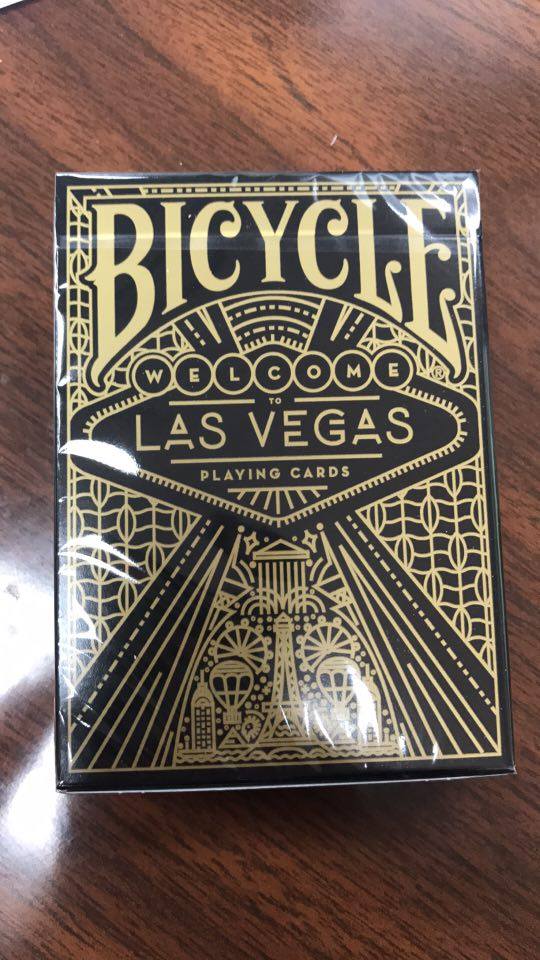 BICYCLE
WELCOME ®
TO
LAS VEGAS
PLAYING CARDS